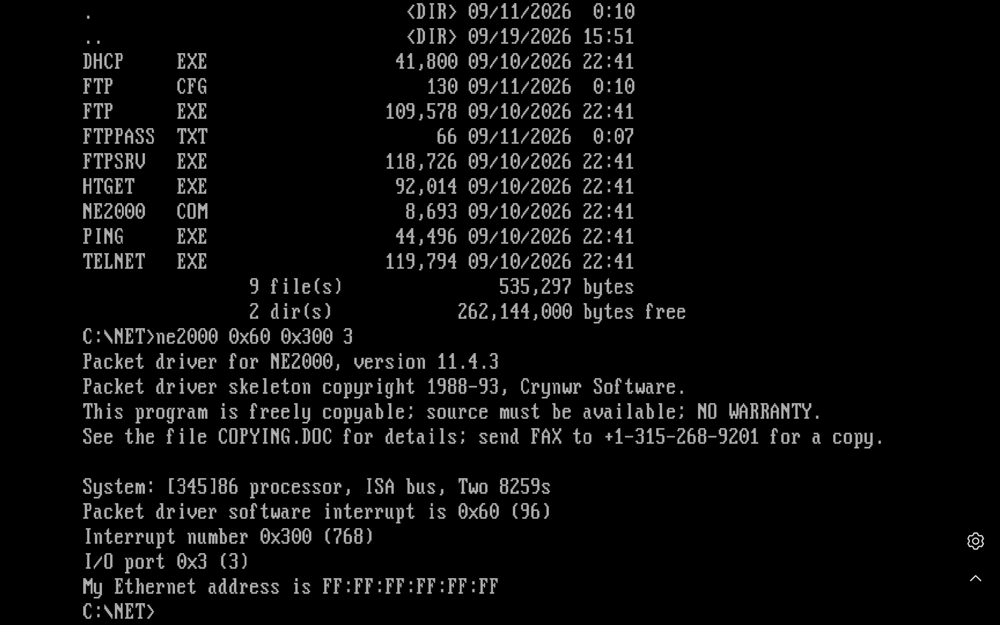 . <DIR> 09/11/2026 0:10
.. <DIR> 09/19/2026 15:51
DHCP EXE 41,800 09/10/2026 22:41
FTP CFG 130 09/11/2026 0:10
FTP EXE 109,578 09/10/2026 22:41
FTPPASS TXT 66 09/11/2026 0:07
FTPSRV EXE 118,726 09/10/2026 22:41
HTGET EXE 92,014 09/10/2026 22:41
NE2000 COM 8,693 09/10/2026 22:41
PING EXE 44,496 09/10/2026 22:41
TELNET EXE 119,794 09/10/2026 22:41
9 file(s) 535,297 bytes
2 dir(s) 262,144,000 bytes free
C:\NET>ne2000 0x60 0x300 3
Packet driver for NE2000, version 11.4.3
Packet driver skeleton copyright 1988-93, Crynwr Software.
This program is freely copyable; source must be available; NO WARRANTY.
See the file COPYING.DOC for details; send FAX to +1-315-268-9201 for a copy.
System: [345]86 processor, ISA bus, Two 8259s
Packet driver software interrupt is 0x60 (96)
Interrupt number 0x300 (768)
I/O port 0x3 (3)
My Ethernet address is FF:FF:FF:FF:FF:FF
C:\NET>